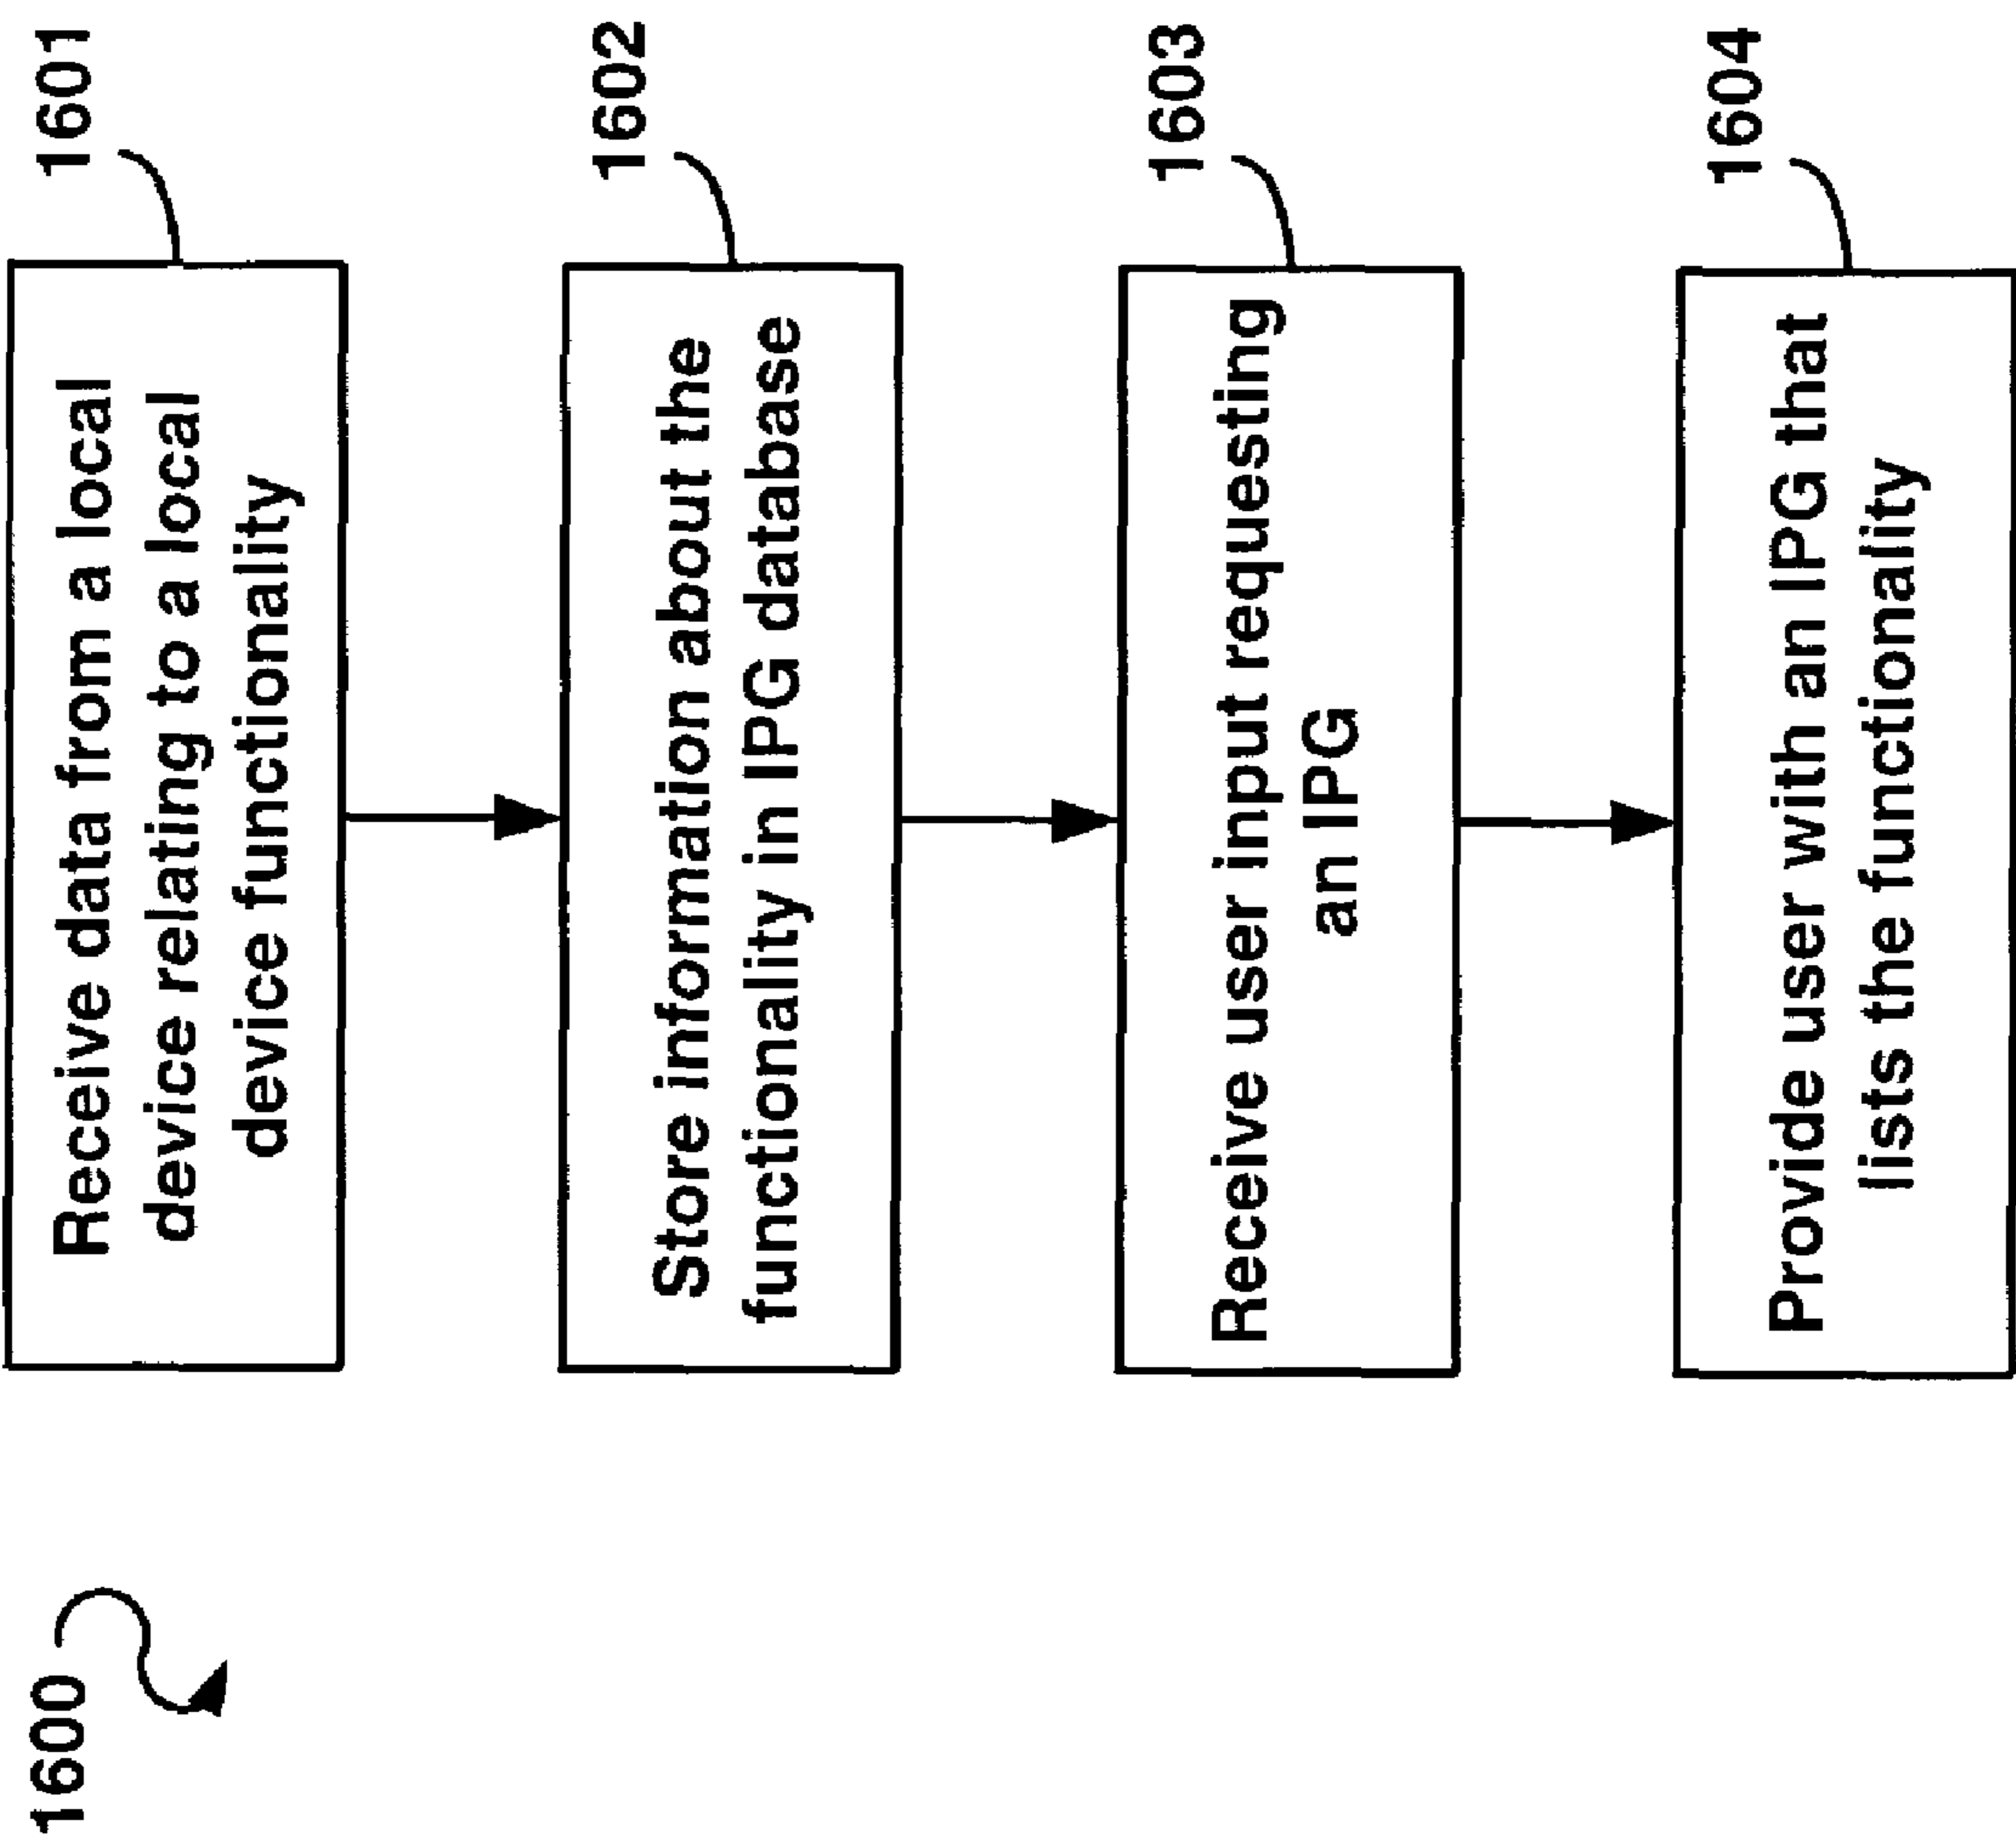 1600
1601
Receive data from a local
device relating to a local
device functionality
1602
Store information about the
functionality in IPG database
1603
Receive user input requesting
an IPG
1604
Provide user with an IPG that
lists the functionality